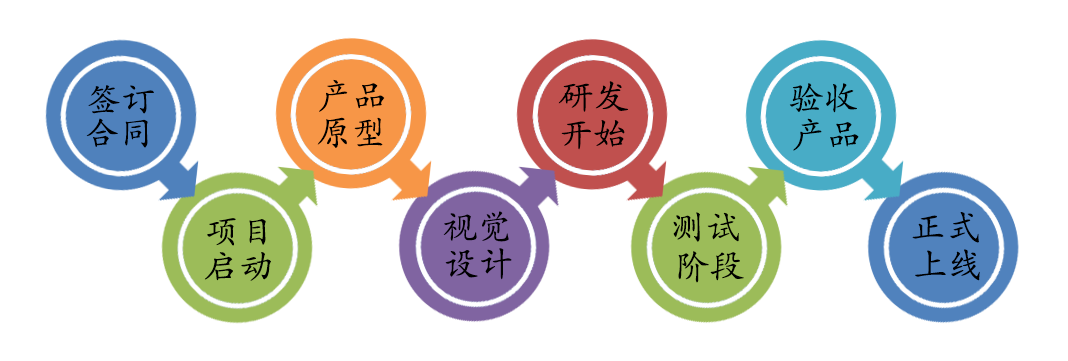 签订
合同
项目
启动
产品
原型
视觉
设计
研发
开始
测试
阶段
验收
产品
正式
上线